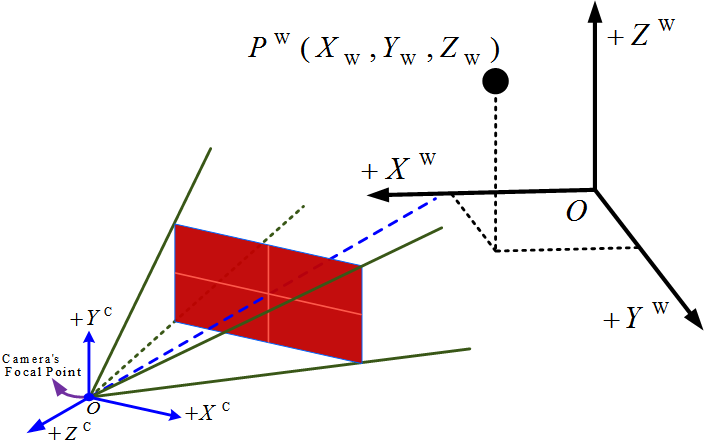 P W ( X W , Y W , Z W )
+ Z W
+ X W
O
+ Y W
+ Y C
Camera's
Focal Point
O
+ X C
+ Z C